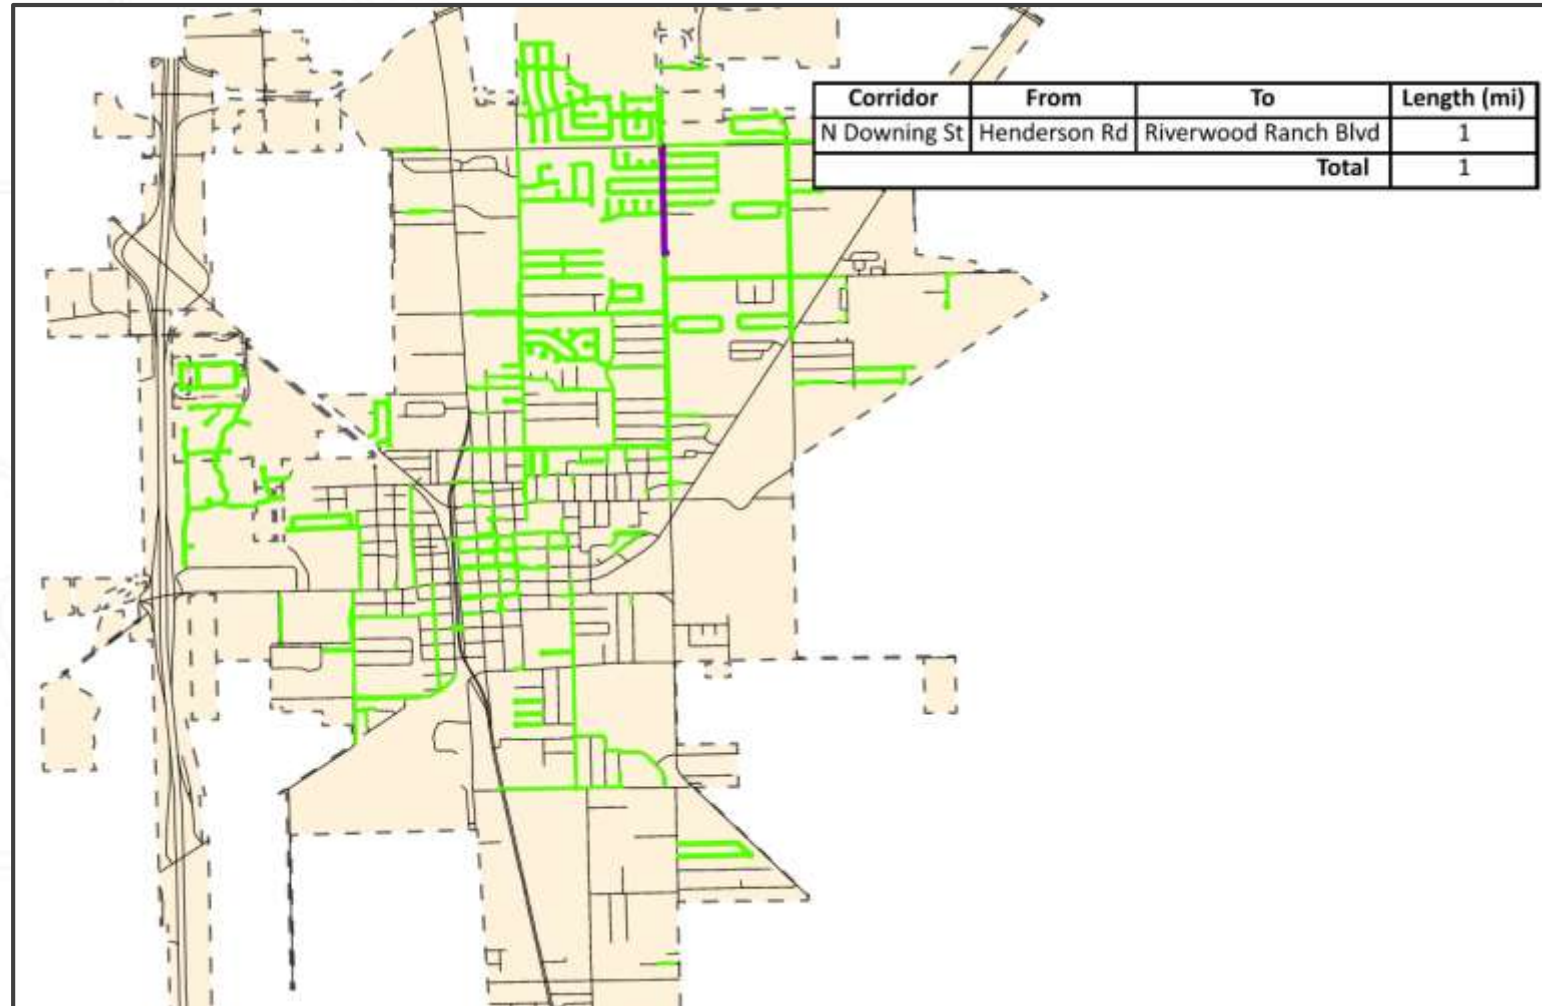 Corridor From To Length (mi)
N Downing St Henderson Rd Riverwood Ranch Blvd 1
Total 1